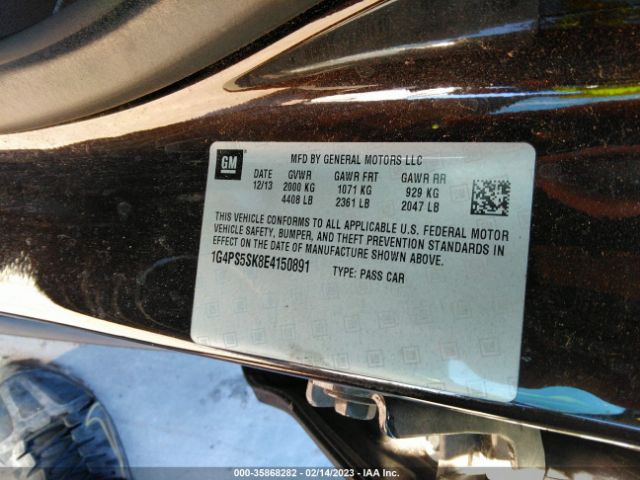 GM
MFD BY GENERAL MOTORS LLC
DATE GVWR GAWR FRT GAWR RR
12/13 2000 KG 1071 KG 929 KG
4408 LB 2361 LB 2047 LB
THIS VEHICLE CONFORMS TO ALL APPLICABLE U.S. FEDERAL MOTOR
VEHICLE SAFETY, BUMPER, AND THEFT PREVENTION STANDARDS IN
EFFECT ON THE DATE OF MANUFACTURE SHOWN ABOVE.
1G4PS5SK8E4150891 TYPE: PASS CAR
000-35868282 - 02/14/2023 - IAA Inc.